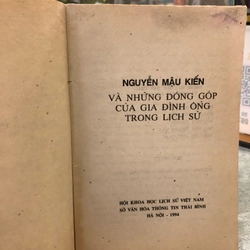 NGUYỄN MẬU KIẾN
VÀ NHỮNG ĐÓNG GÓP
CỦA GIA ĐÌNH ÔNG
TRONG LỊCH SỬ
HỘI KHOA HỌC LỊCH SỬ VIỆT NAM
SỞ VĂN HÓA THÔNG TIN THÁI BÌNH
HÀ NỘI - 1994